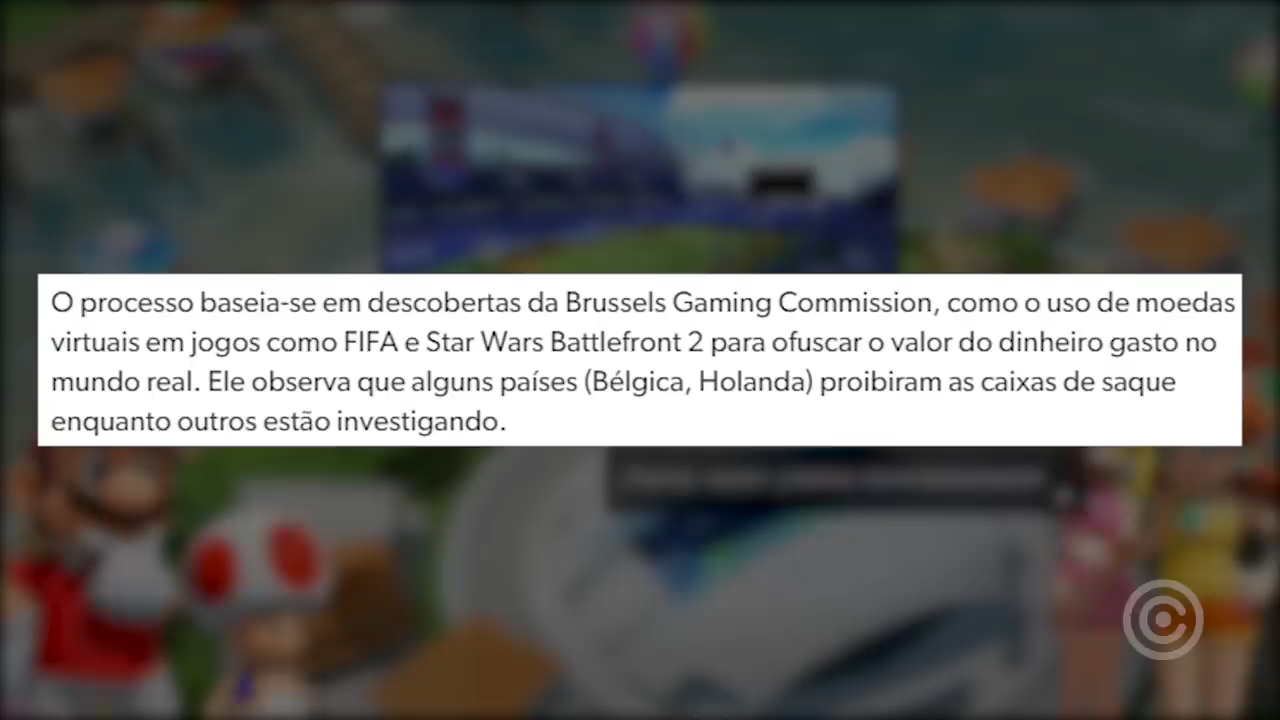 O processo baseia-se em descobertas da Brussels Gaming Commission, como o uso de moedas
virtuais em jogos como FIFA e Star Wars Battlefront 2 para ofuscar o valor do dinheiro gasto no
mundo real. Ele observa que alguns países (Bélgica, Holanda) proibiram as caixas de saque
enquanto outros estão investigando.